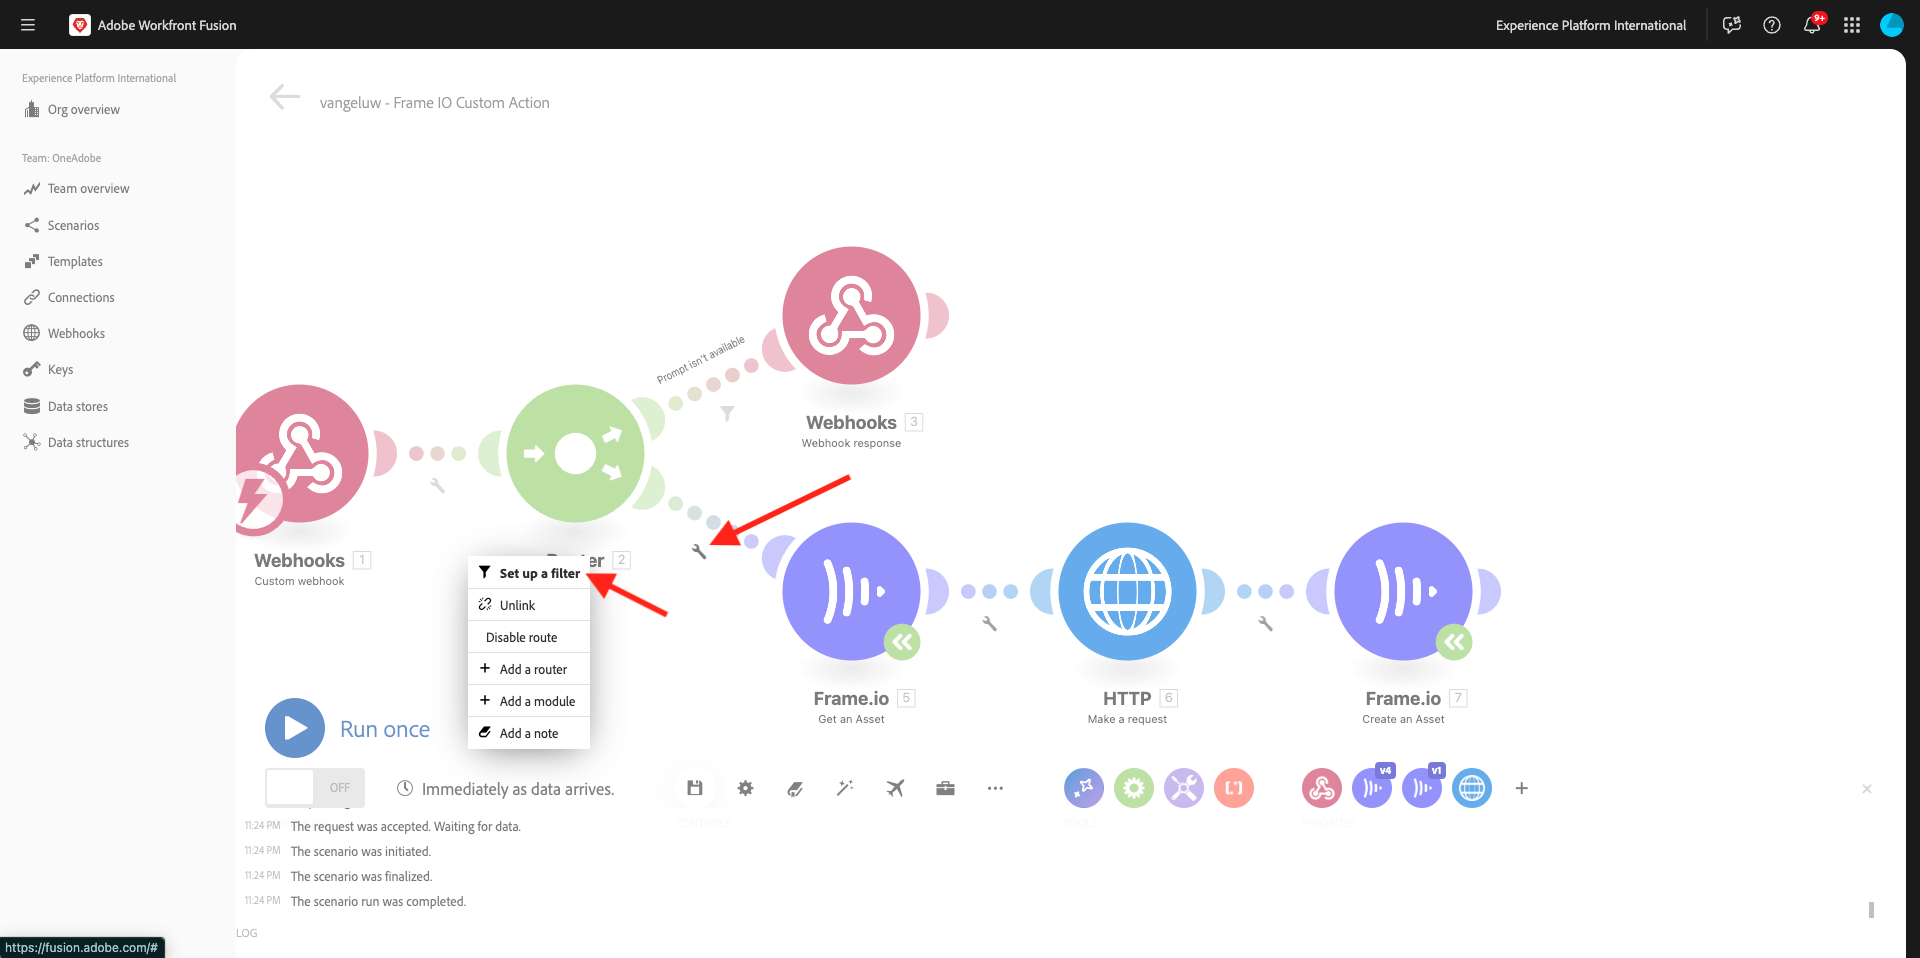 Adobe Workfront Fusion
Experience Platform International
9+
Experience Platform International
Org overview
Team: OneAdobe
Team overview
Scenarios
Templates
Connections
Webhooks
Keys
Data stores
Data structures
vangeluw - Frame IO Custom Action
Prompt isn't available
Webhooks 3
Webhook response
Webhooks 1
Custom webhook
2
Set up a filter
Unlink
Disable route
Add a router
Add a module
Add a note
Frame.io 5
Get an Asset
HTTP 6
Make a request
Frame.io 7
Create an Asset
Run once
OFF
Immediately as data arrives.
CONTROLS
TOOLS
v4
v1
FAVORITES
11:24 PM The request was accepted. Waiting for data.
11:24 PM The scenario was initiated.
11:24 PM The scenario was finalized.
11:24 PM The scenario run was completed.
LOG
https://fusion.adobe.com/#